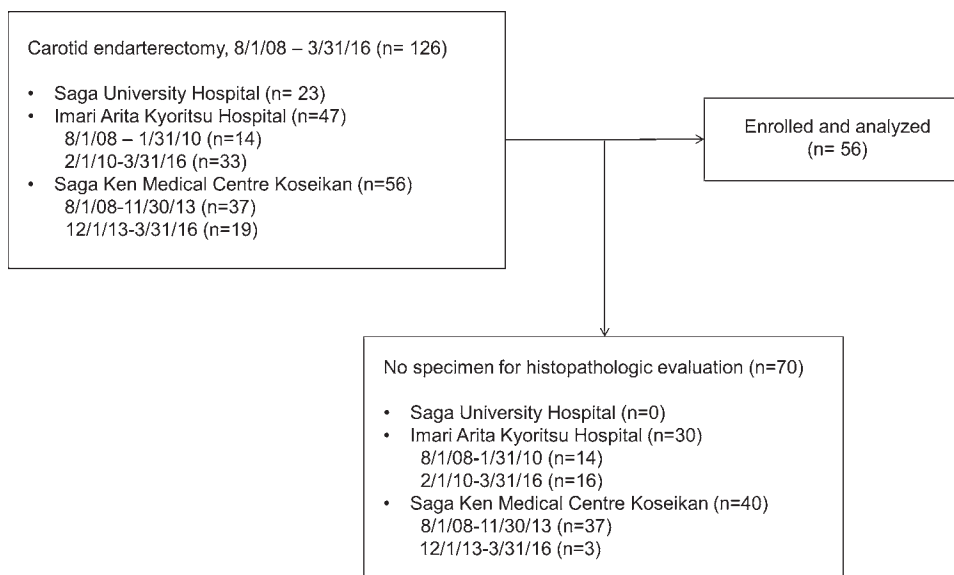 Carotid endarterectomy, 8/1/08 – 3/31/16 (n= 126)
• Saga University Hospital (n= 23)
• Imari Arita Kyoritsu Hospital (n=47)
8/1/08 – 1/31/10 (n=14)
2/1/10-3/31/16 (n=33)
• Saga Ken Medical Centre Koseikan (n=56)
8/1/08-11/30/13 (n=37)
12/1/13-3/31/16 (n=19)
Enrolled and analyzed
(n= 56)
No specimen for histopathologic evaluation (n=70)
• Saga University Hospital (n=0)
• Imari Arita Kyoritsu Hospital (n=30)
8/1/08-1/31/10 (n=14)
2/1/10-3/31/16 (n=16)
• Saga Ken Medical Centre Koseikan (n=40)
8/1/08-11/30/13 (n=37)
12/1/13-3/31/16 (n=3)